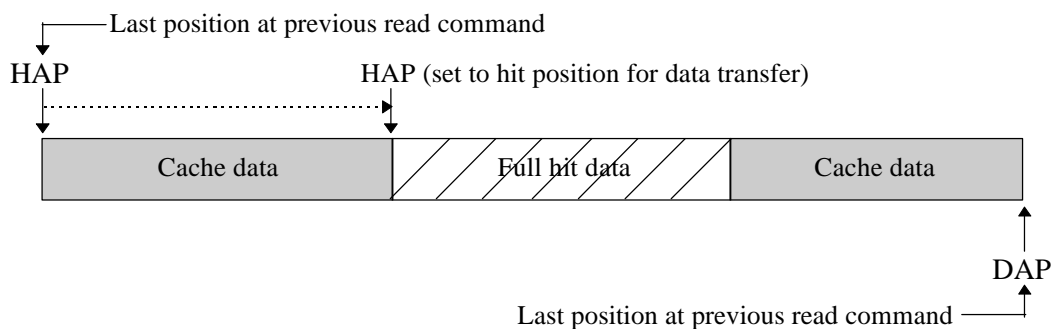 Last position at previous read command
HAP
HAP (set to hit position for data transfer)
Cache data
Full hit data
Cache data
DAP
Last position at previous read command